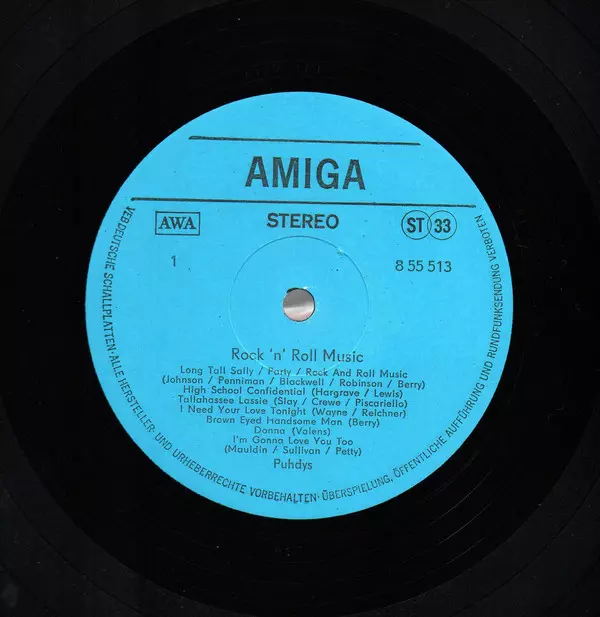 AMIGA
AWA
STEREO
ST 33
1
8 55 513
Rock 'n' Roll Music
Long Tall Sally / Party / Rock And Roll Music
(Johnson / Penniman / Blackwell / Robinson / Berry)
High School Confidential (Hargrave / Lewis)
Tallahassee Lassie (Slay / Crewe / Piscariello)
I Need Your Love Tonight (Wayne / Reichner)
Brown Eyed Handsome Man (Berry)
Donna (Valens)
I'm Gonna Love You Too
(Mauldin / Sullivan / Petty)
Puhdys
VEB DEUTSCHE SCHALLPLATTEN · ALLE HERSTELLER- UND URHEBERRECHTE VORBEHALTEN · ÜBERSPIELUNG, ÖFFENTLICHE AUFFÜHRUNG UND RUNDFUNKSENDUNG VERBOTEN